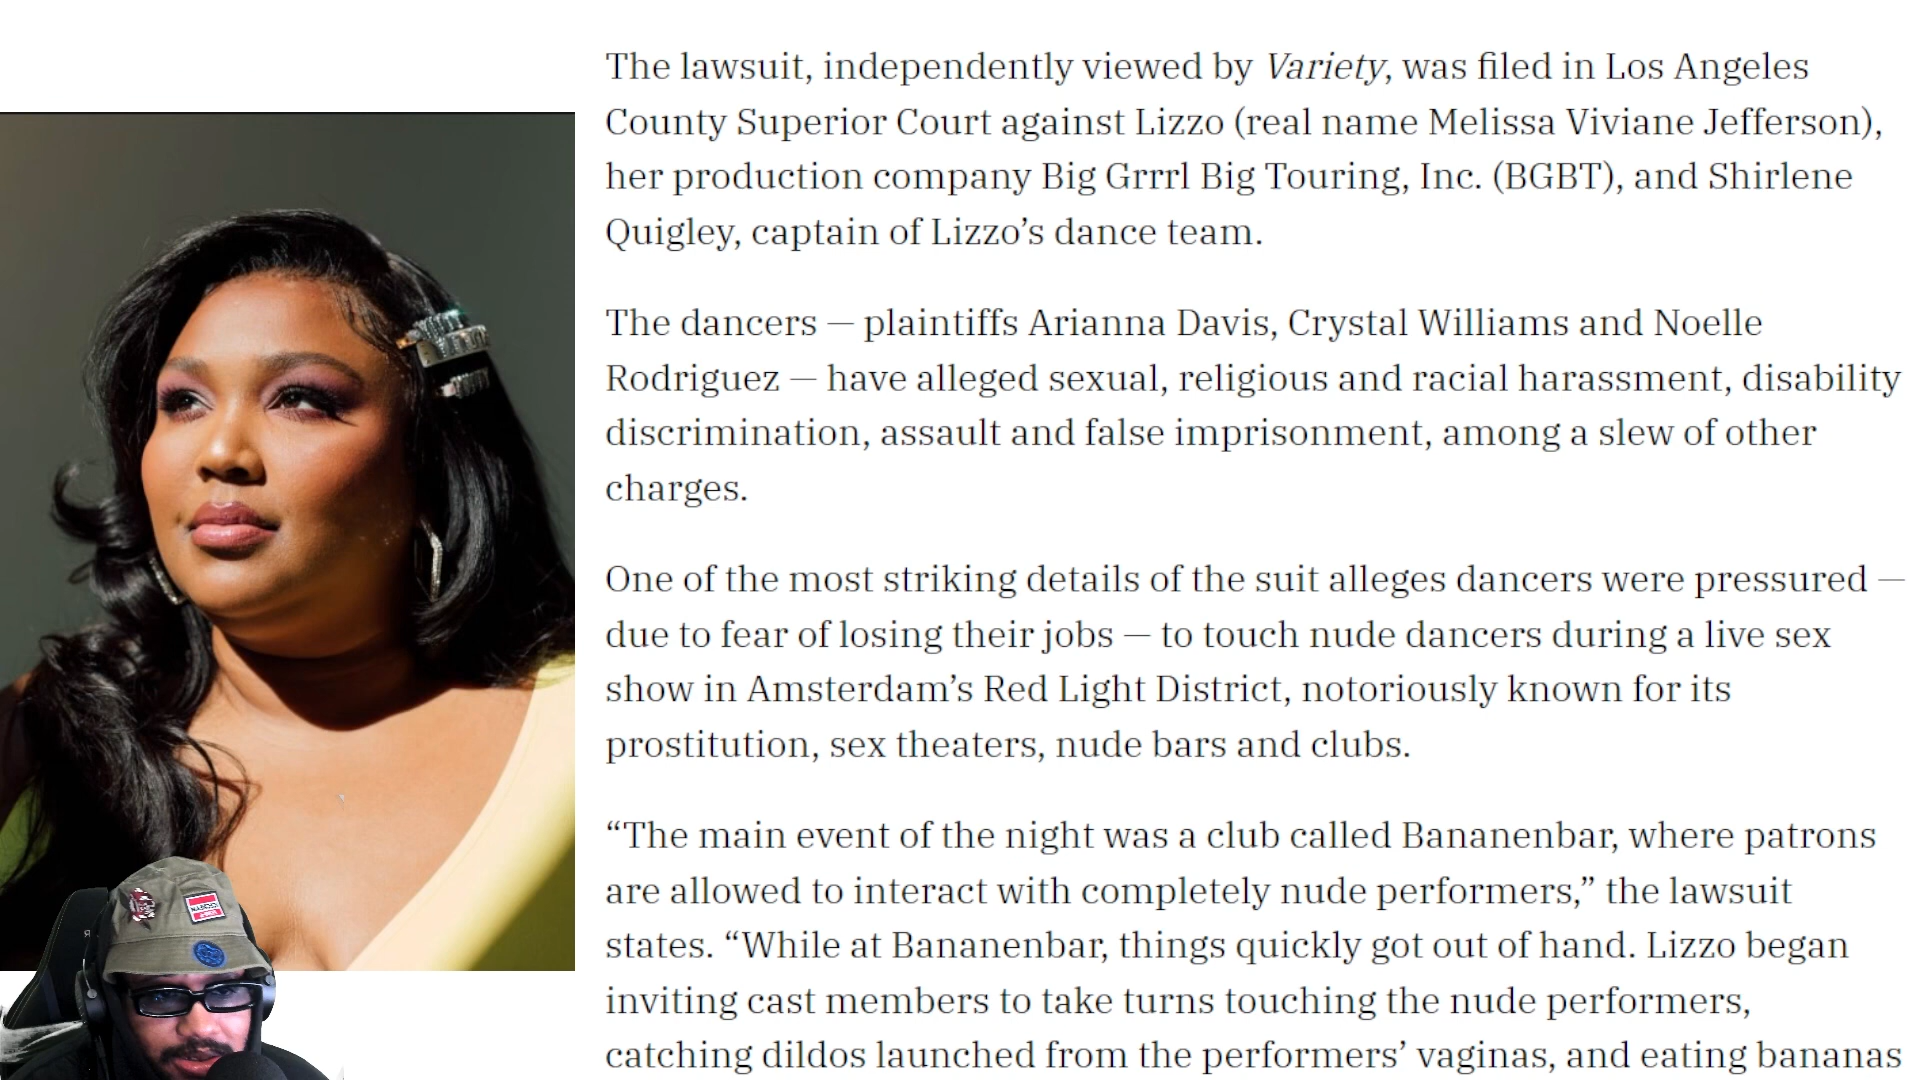 The lawsuit, independently viewed by Variety, was filed in Los Angeles
County Superior Court against Lizzo (real name Melissa Viviane Jefferson),
her production company Big Grrrl Big Touring, Inc. (BGBT), and Shirlene
Quigley, captain of Lizzo’s dance team.
The dancers — plaintiffs Arianna Davis, Crystal Williams and Noelle
Rodriguez — have alleged sexual, religious and racial harassment, disability
discrimination, assault and false imprisonment, among a slew of other
charges.
One of the most striking details of the suit alleges dancers were pressured —
due to fear of losing their jobs — to touch nude dancers during a live sex
show in Amsterdam’s Red Light District, notoriously known for its
prostitution, sex theaters, nude bars and clubs.
“The main event of the night was a club called Bananenbar, where patrons
are allowed to interact with completely nude performers,” the lawsuit
states. “While at Bananenbar, things quickly got out of hand. Lizzo began
inviting cast members to take turns touching the nude performers,
catching dildos launched from the performers’ vaginas, and eating bananas